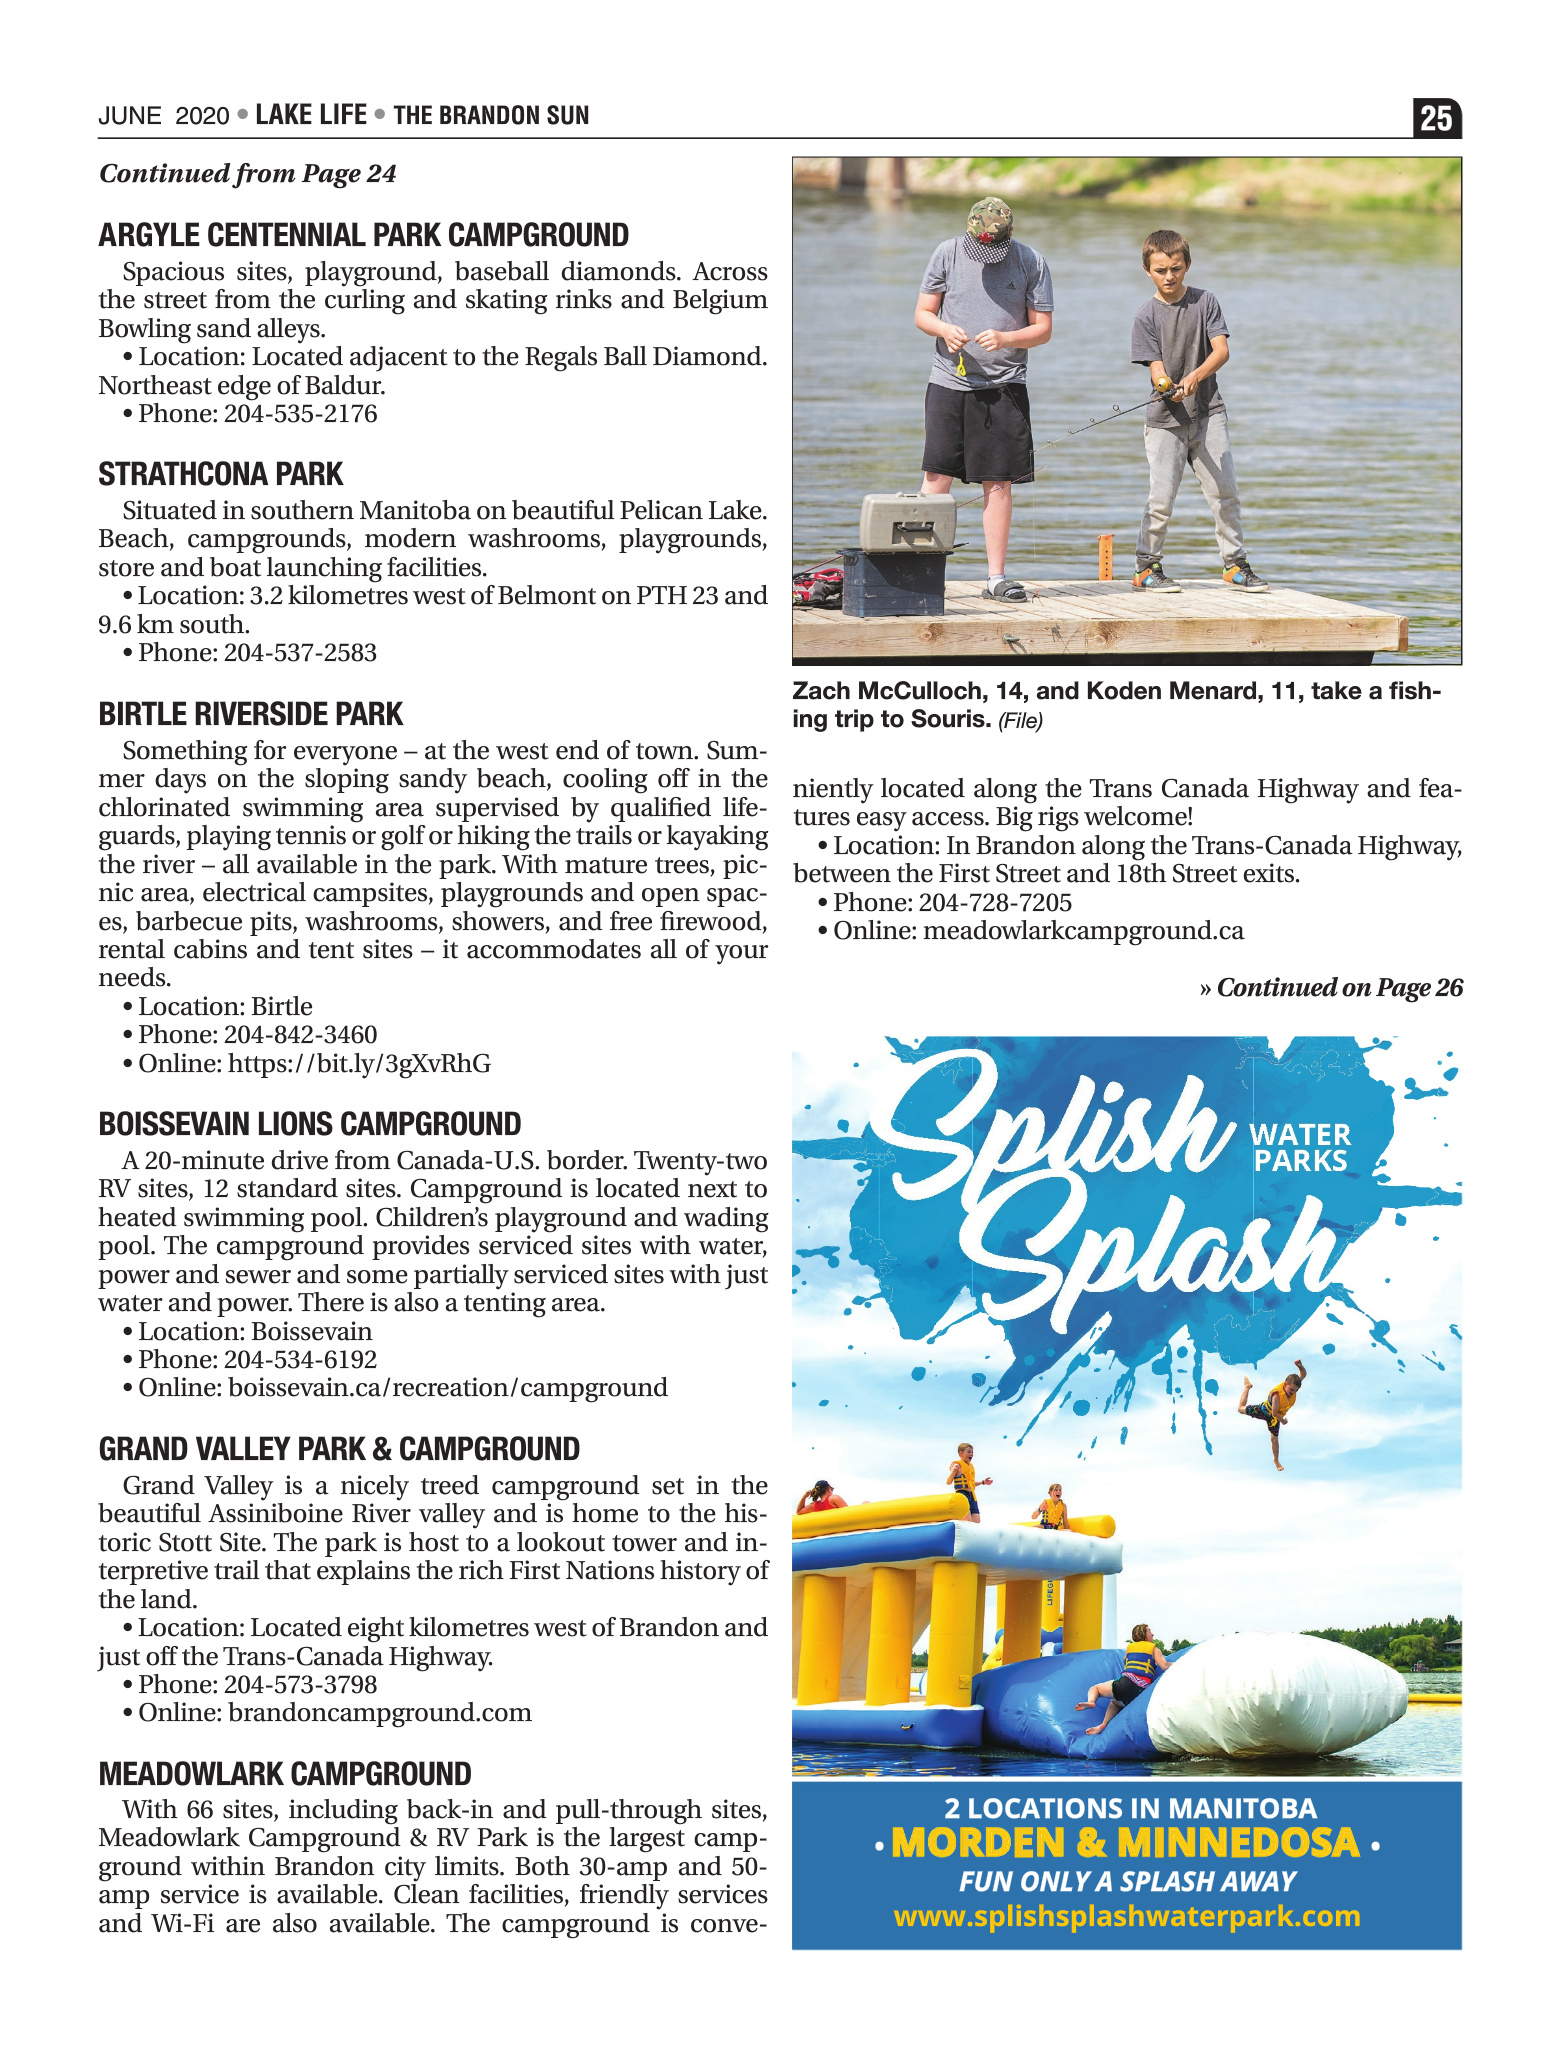 JUNE 2020 • LAKE LIFE • THE BRANDON SUN
25
Continued from Page 24
ARGYLE CENTENNIAL PARK CAMPGROUND
Spacious sites, playground, baseball diamonds. Across
the street from the curling and skating rinks and Belgium
Bowling sand alleys.
• Location: Located adjacent to the Regals Ball Diamond.
Northeast edge of Baldur.
• Phone: 204-535-2176
STRATHCONA PARK
Situated in southern Manitoba on beautiful Pelican Lake.
Beach, campgrounds, modern washrooms, playgrounds,
store and boat launching facilities.
• Location: 3.2 kilometres west of Belmont on PTH 23 and
9.6 km south.
• Phone: 204-537-2583
BIRTLE RIVERSIDE PARK
Something for everyone – at the west end of town. Sum-
mer days on the sloping sandy beach, cooling off in the
chlorinated swimming area supervised by qualified life-
guards, playing tennis or golf or hiking the trails or kayaking
the river – all available in the park. With mature trees, pic-
nic area, electrical campsites, playgrounds and open spac-
es, barbecue pits, washrooms, showers, and free firewood,
rental cabins and tent sites – it accommodates all of your
needs.
• Location: Birtle
• Phone: 204-842-3460
• Online: https://bit.ly/3gXvRhG
BOISSEVAIN LIONS CAMPGROUND
A 20-minute drive from Canada-U.S. border. Twenty-two
RV sites, 12 standard sites. Campground is located next to
heated swimming pool. Children’s playground and wading
pool. The campground provides serviced sites with water,
power and sewer and some partially serviced sites with just
water and power. There is also a tenting area.
• Location: Boissevain
• Phone: 204-534-6192
• Online: boissevain.ca/recreation/campground
GRAND VALLEY PARK & CAMPGROUND
Grand Valley is a nicely treed campground set in the
beautiful Assiniboine River valley and is home to the his-
toric Stott Site. The park is host to a lookout tower and in-
terpretive trail that explains the rich First Nations history of
the land.
• Location: Located eight kilometres west of Brandon and
just off the Trans-Canada Highway.
• Phone: 204-573-3798
• Online: brandoncampground.com
MEADOWLARK CAMPGROUND
With 66 sites, including back-in and pull-through sites,
Meadowlark Campground & RV Park is the largest camp-
ground within Brandon city limits. Both 30-amp and 50-
amp service is available. Clean facilities, friendly services
and Wi-Fi are also available. The campground is conve-
Zach McCulloch, 14, and Koden Menard, 11, take a fish-
ing trip to Souris. (File)
niently located along the Trans Canada Highway and fea-
tures easy access. Big rigs welcome!
• Location: In Brandon along the Trans-Canada Highway,
between the First Street and 18th Street exits.
• Phone: 204-728-7205
• Online: meadowlarkcampground.ca
» Continued on Page 26
Splish
WATER
PARKS
Splash
2 LOCATIONS IN MANITOBA
• MORDEN & MINNEDOSA •
FUN ONLY A SPLASH AWAY
www.splishsplashwaterpark.com